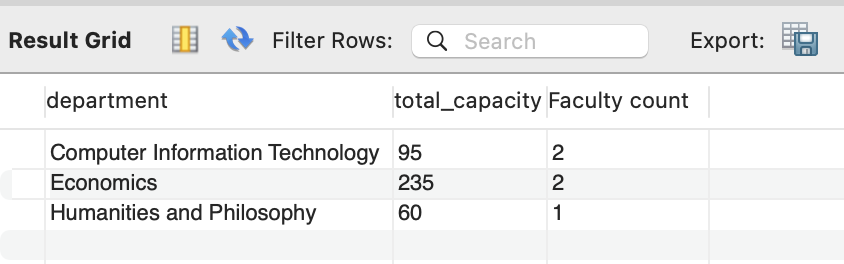 Result Grid Filter Rows: Search Export:
department total_capacity Faculty count
Computer Information Technology 95 2
Economics 235 2
Humanities and Philosophy 60 1